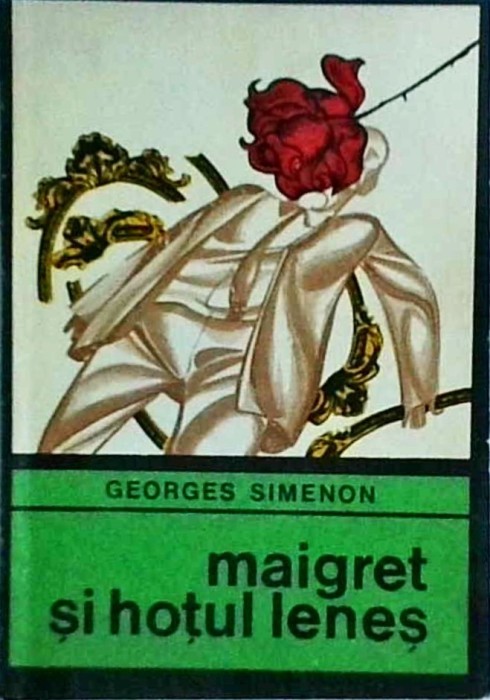 GEORGES SIMENON
maigret
și hoțul leneș